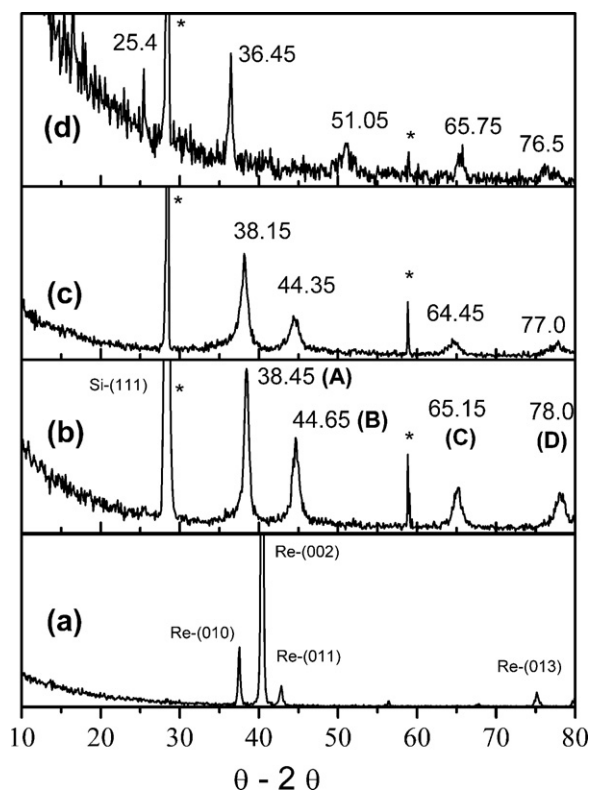 25.4
*
36.45
51.05
*
65.75
76.5
(d)
*
38.15
44.35
*
64.45
77.0
(c)
Si-(111)
*
38.45 (A)
44.65 (B)
*
65.15
(C)
78.0
(D)
(b)
Re-(002)
Re-(010)
Re-(011)
Re-(013)
(a)
10 20 30 40 50 60 70 80
θ - 2 θ